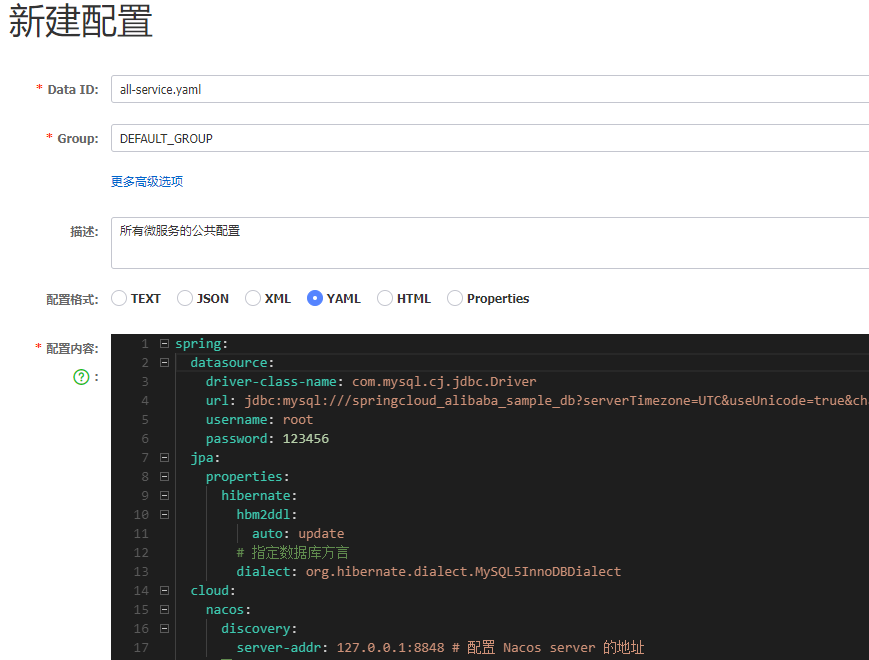 新建配置
* Data ID: all-service.yaml
* Group: DEFAULT_GROUP
更多高级选项
描述: 所有微服务的公共配置
配置格式: TEXT JSON XML YAML HTML Properties
* 配置内容:
? :
1 spring:
2 datasource:
3 driver-class-name: com.mysql.cj.jdbc.Driver
4 url: jdbc:mysql:///springcloud_alibaba_sample_db?serverTimezone=UTC&useUnicode=true&ch
5 username: root
6 password: 123456
7 jpa:
8 properties:
9 hibernate:
10 hbm2ddl:
11 auto: update
12 # 指定数据库方言
13 dialect: org.hibernate.dialect.MySQL5InnoDBDialect
14 cloud:
15 nacos:
16 discovery:
17 server-addr: 127.0.0.1:8848 # 配置 Nacos server 的地址